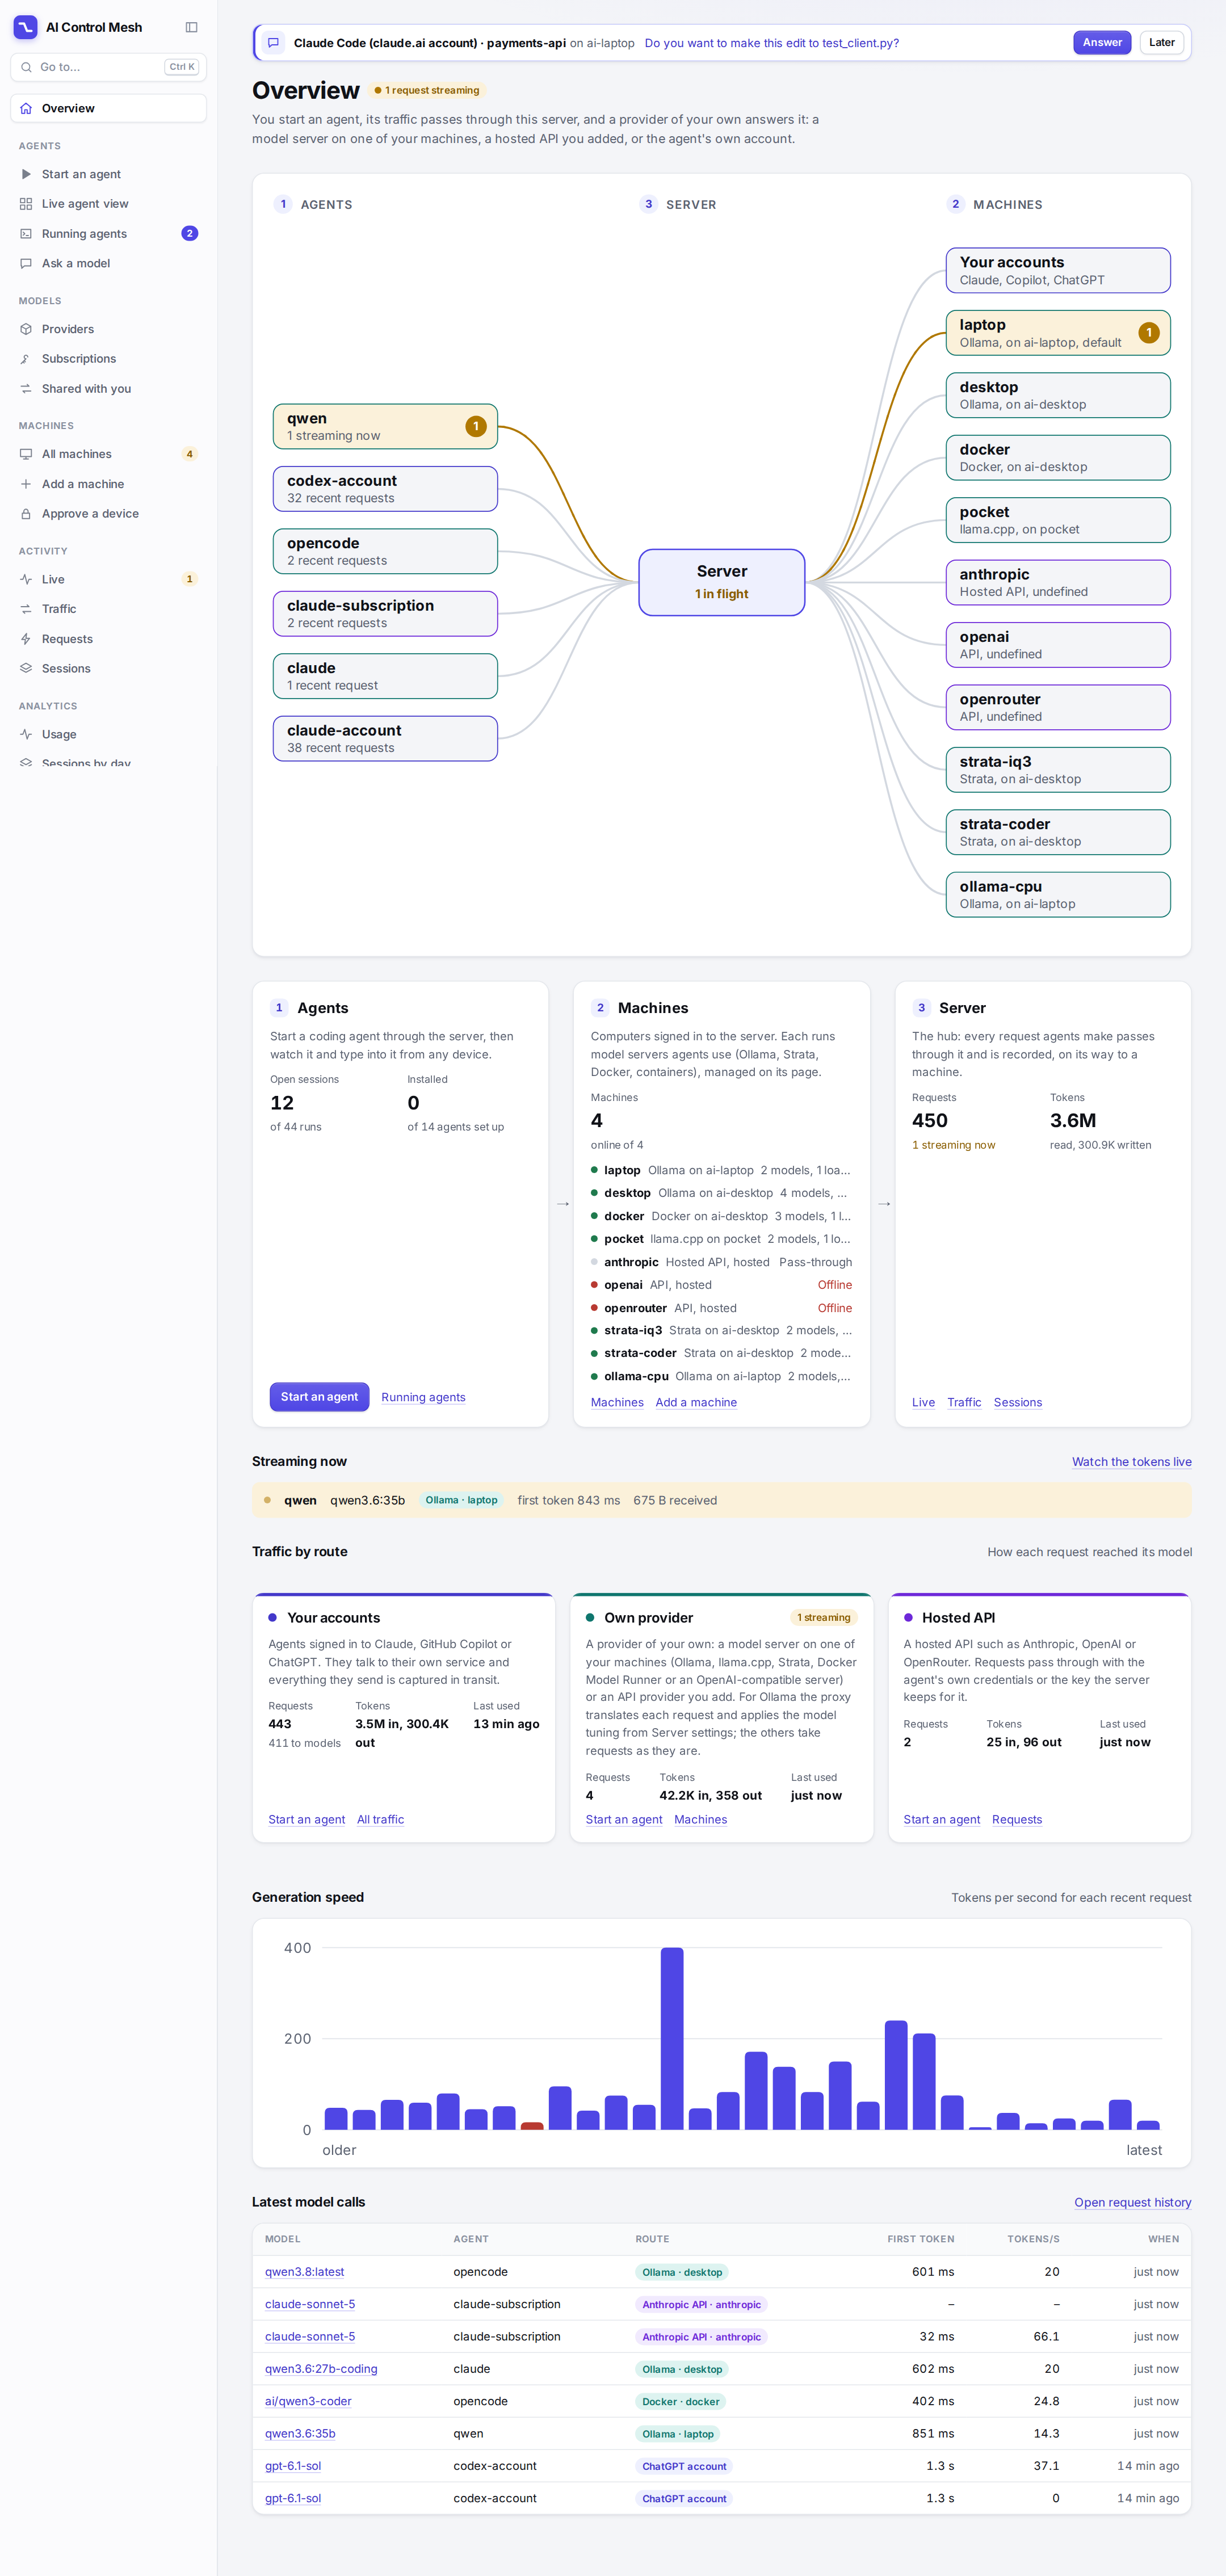 AI Control Mesh
Go to...
Ctrl K
Overview
AGENTS
Start an agent
Live agent view
Running agents 2
Ask a model
MODELS
Providers
Subscriptions
Shared with you
MACHINES
All machines 4
Add a machine
Approve a device
ACTIVITY
Live 1
Traffic
Requests
Sessions
ANALYTICS
Usage
Sessions by day
Claude Code (claude.ai account) · payments-api on ai-laptop Do you want to make this edit to test_client.py? Answer Later
Overview 1 request streaming
You start an agent, its traffic passes through this server, and a provider of your own answers it: a
model server on one of your machines, a hosted API you added, or the agent's own account.
1 AGENTS
3 SERVER
2 MACHINES
qwen
1 streaming now
1
codex-account
32 recent requests
opencode
2 recent requests
claude-subscription
2 recent requests
claude
1 recent request
claude-account
38 recent requests
Server
1 in flight
Your accounts
Claude, Copilot, ChatGPT
laptop
Ollama, on ai-laptop, default
1
desktop
Ollama, on ai-desktop
docker
Docker, on ai-desktop
pocket
llama.cpp, on pocket
anthropic
Hosted API, undefined
openai
API, undefined
openrouter
API, undefined
strata-iq3
Strata, on ai-desktop
strata-coder
Strata, on ai-desktop
ollama-cpu
Ollama, on ai-laptop
1 Agents
Start a coding agent through the server, then
watch it and type into it from any device.
Open sessions Installed
12 0
of 44 runs of 14 agents set up
Start an agent Running agents
→
2 Machines
Computers signed in to the server. Each runs
model servers agents use (Ollama, Strata,
Docker, containers), managed on its page.
Machines
4
online of 4
laptop Ollama on ai-laptop 2 models, 1 loa...
desktop Ollama on ai-desktop 4 models, ...
docker Docker on ai-desktop 3 models, 1 l...
pocket llama.cpp on pocket 2 models, 1 lo...
anthropic Hosted API, hosted Pass-through
openai API, hosted Offline
openrouter API, hosted Offline
strata-iq3 Strata on ai-desktop 2 models, ...
strata-coder Strata on ai-desktop 2 mode...
ollama-cpu Ollama on ai-laptop 2 models,...
Machines Add a machine
→
3 Server
The hub: every request agents make passes
through it and is recorded, on its way to a
machine.
Requests Tokens
450 3.6M
1 streaming now read, 300.9K written
Live Traffic Sessions
Streaming now Watch the tokens live
qwen qwen3.6:35b Ollama · laptop first token 843 ms 675 B received
Traffic by route How each request reached its model
Your accounts
Agents signed in to Claude, GitHub Copilot or
ChatGPT. They talk to their own service and
everything they send is captured in transit.
Requests Tokens Last used
443 3.5M in, 300.4K 13 min ago
411 to models out
Start an agent All traffic
Own provider 1 streaming
A provider of your own: a model server on one of
your machines (Ollama, llama.cpp, Strata, Docker
Model Runner or an OpenAI-compatible server)
or an API provider you add. For Ollama the proxy
translates each request and applies the model
tuning from Server settings; the others take
requests as they are.
Requests Tokens Last used
4 42.2K in, 358 out just now
Start an agent Machines
Hosted API
A hosted API such as Anthropic, OpenAI or
OpenRouter. Requests pass through with the
agent's own credentials or the key the server
keeps for it.
Requests Tokens Last used
2 25 in, 96 out just now
Start an agent Requests
Generation speed Tokens per second for each recent request
400
200
0
older latest
Latest model calls Open request history
MODEL AGENT ROUTE FIRST TOKEN TOKENS/S WHEN
qwen3.8:latest opencode Ollama · desktop 601 ms 20 just now
claude-sonnet-5 claude-subscription Anthropic API · anthropic – – just now
claude-sonnet-5 claude-subscription Anthropic API · anthropic 32 ms 66.1 just now
qwen3.6:27b-coding claude Ollama · desktop 602 ms 20 just now
ai/qwen3-coder opencode Docker · docker 402 ms 24.8 just now
qwen3.6:35b qwen Ollama · laptop 851 ms 14.3 just now
gpt-6.1-sol codex-account ChatGPT account 1.3 s 37.1 14 min ago
gpt-6.1-sol codex-account ChatGPT account 1.3 s 0 14 min ago